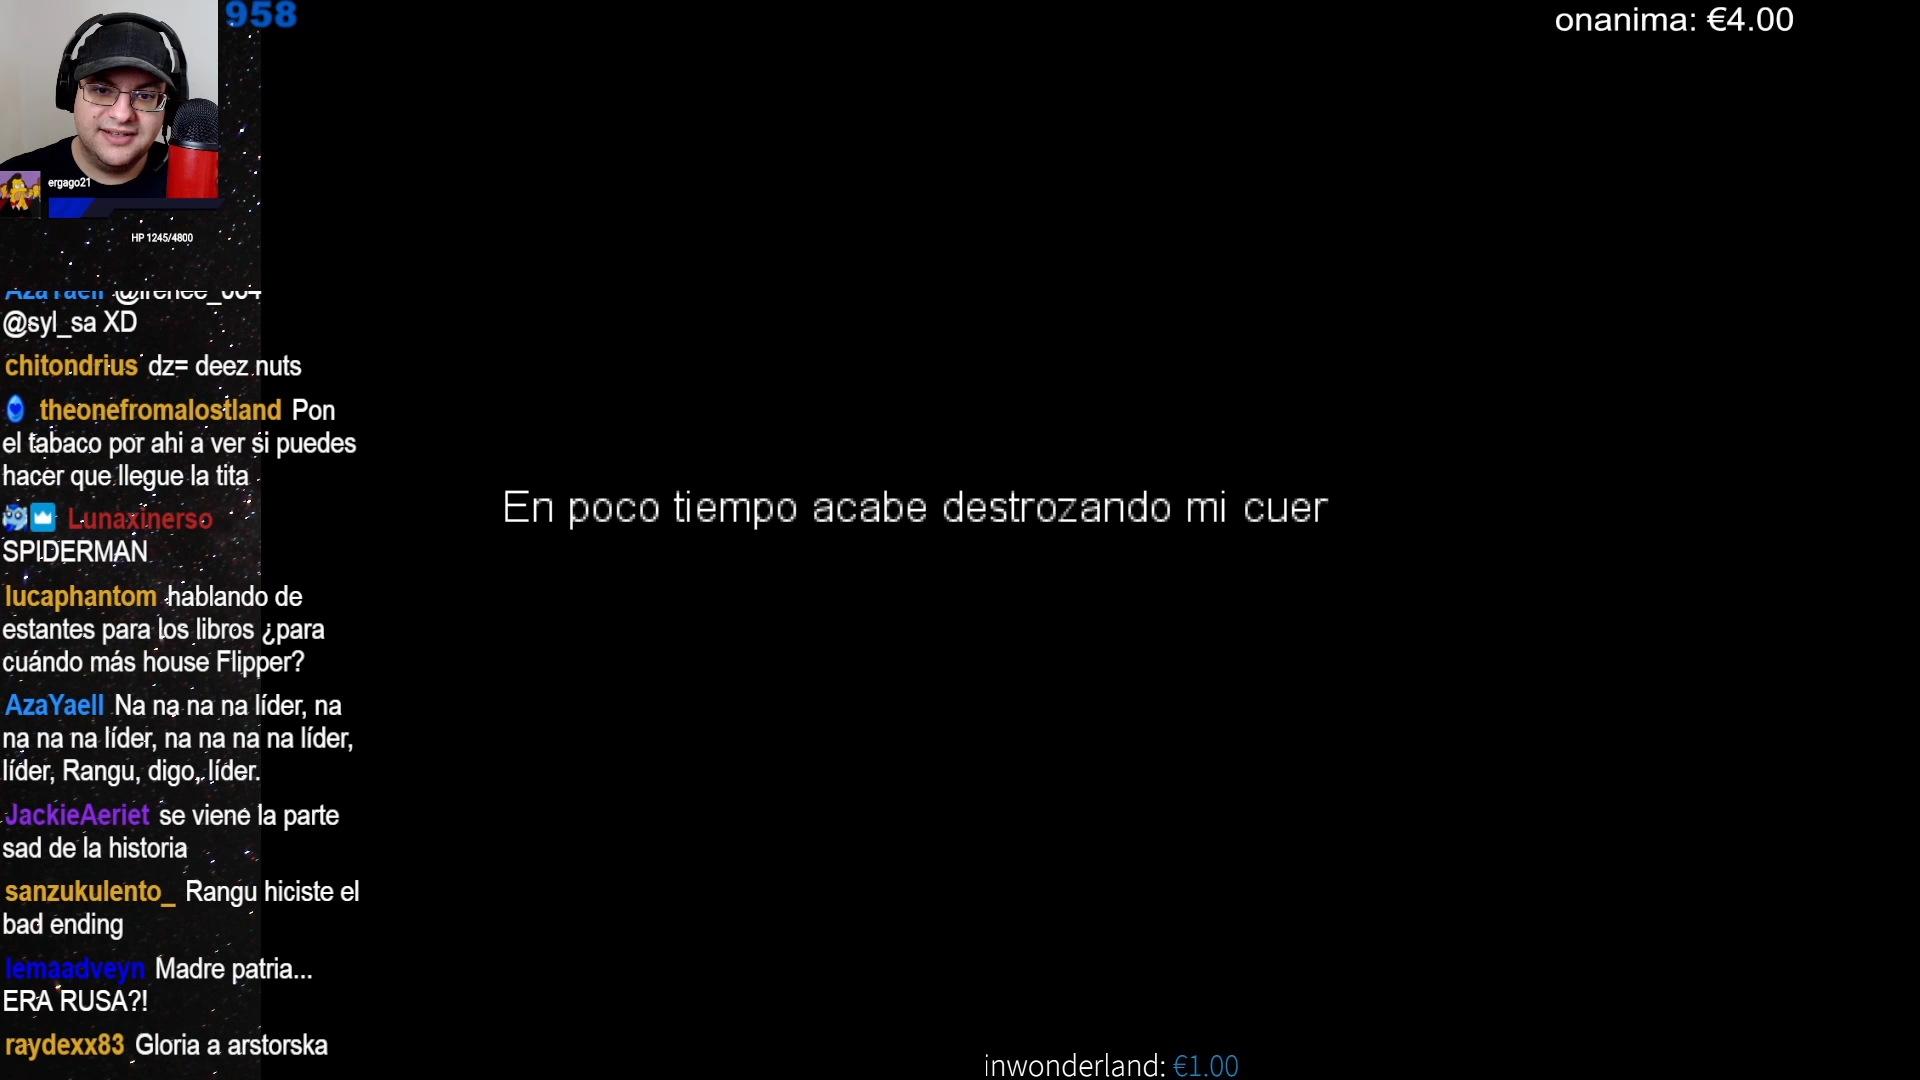 958
onanima: €4.00
ergago21
HP 1245/4800
AzaYaell @irenee_004
@syl_sa XD
chitondrius dz= deez nuts
theonefromalostland Pon
el tabaco por ahi a ver si puedes
hacer que llegue la tita
Lunaxinerso
SPIDERMAN
lucaphantom hablando de
estantes para los libros ¿para
cuándo más house Flipper?
AzaYaell Na na na na líder, na
na na na líder, na na na na líder,
líder, Rangu, digo, líder.
JackieAeriet se viene la parte
sad de la historia
sanzukulento_ Rangu hiciste el
bad ending
lemaadveyn Madre patria...
ERA RUSA?!
raydexx83 Gloria a arstorska
En poco tiempo acabe destrozando mi cuer
inwonderland: €1.00